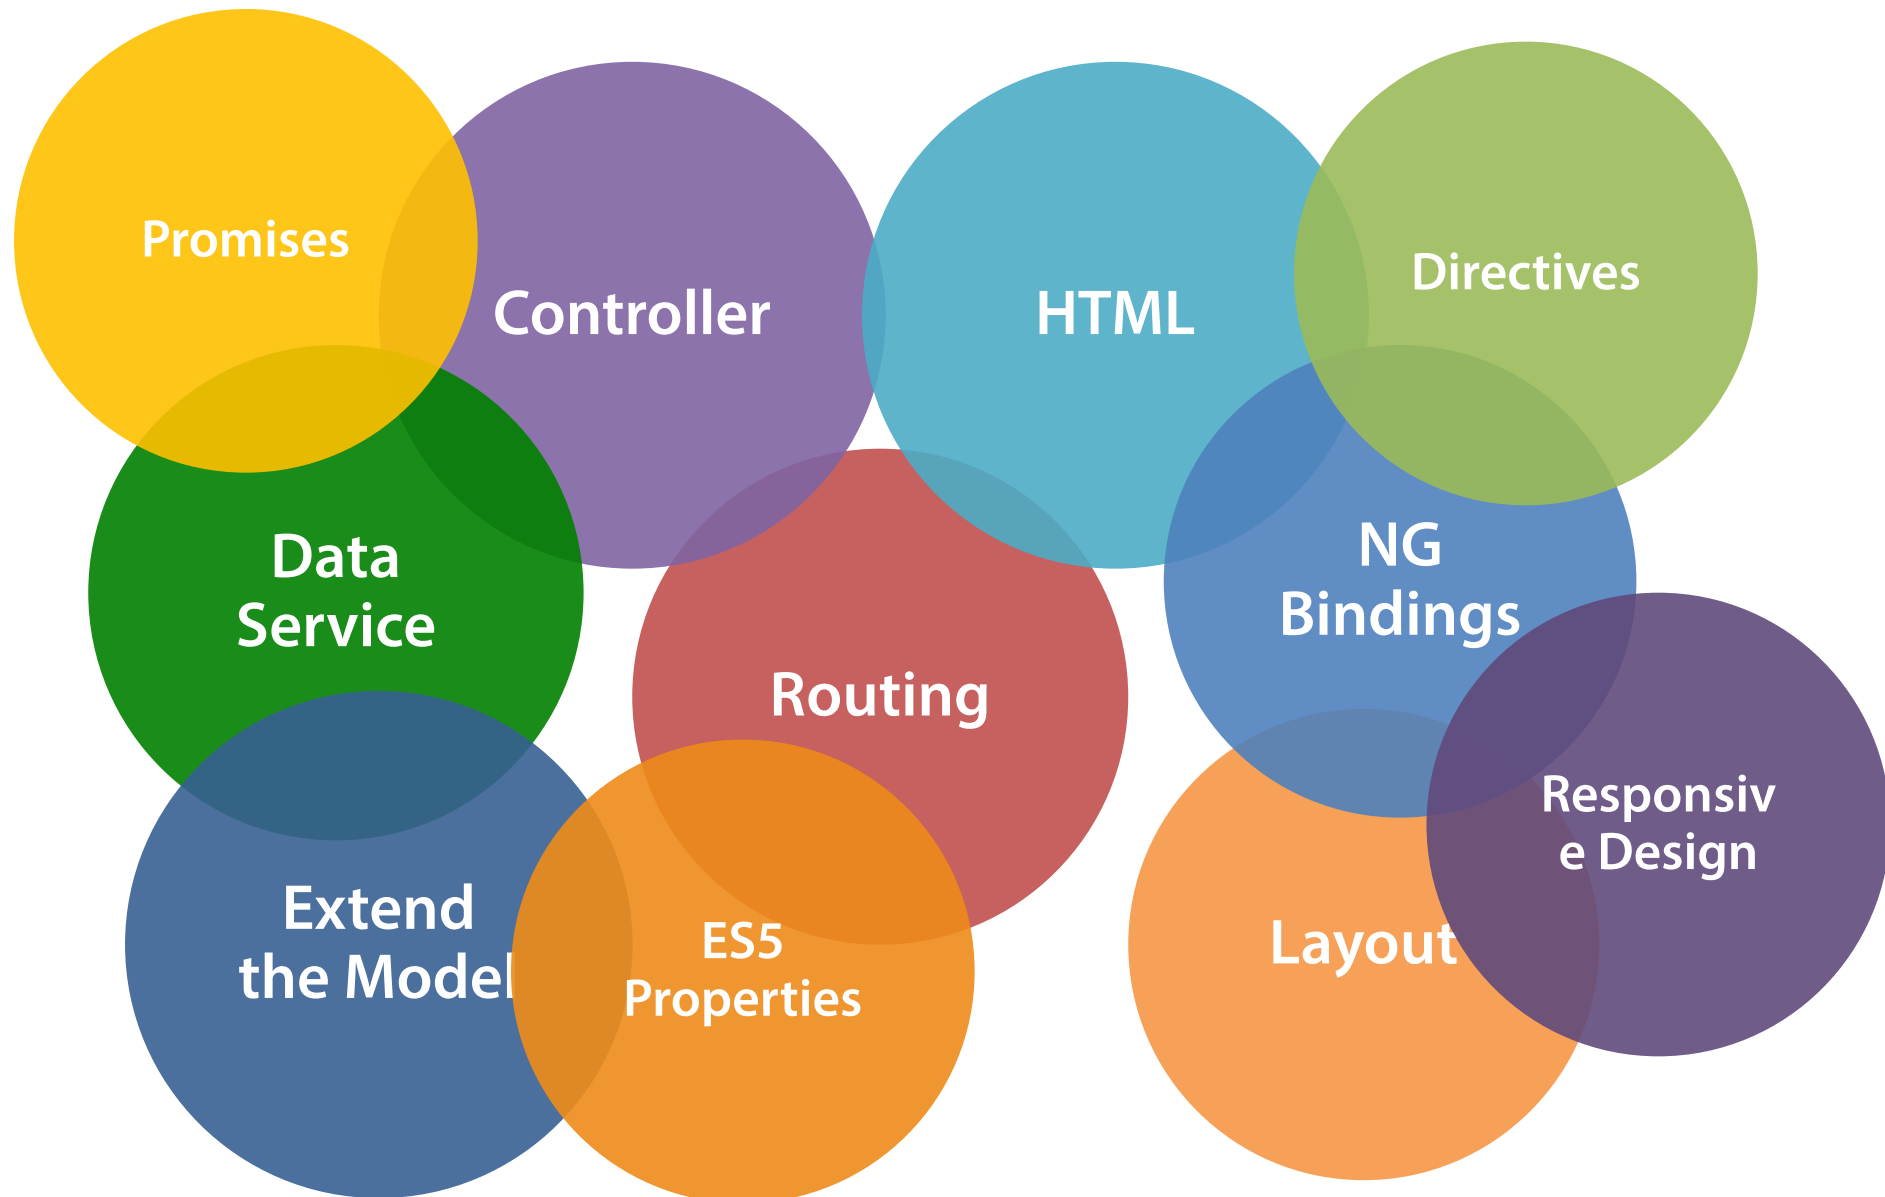 Promises
Controller
HTML
Directives
Data
Service
NG
Bindings
Routing
Responsiv
e Design
Extend
the Model
ES5
Properties
Layout